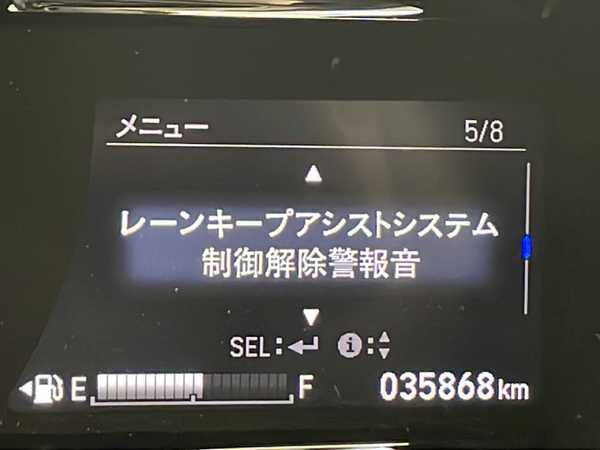 メニュー 5/8
▲
レーンキープアシストシステム
制御解除警報音
▼
SEL:↵ i:▲▼
◀⛽E F 035868km